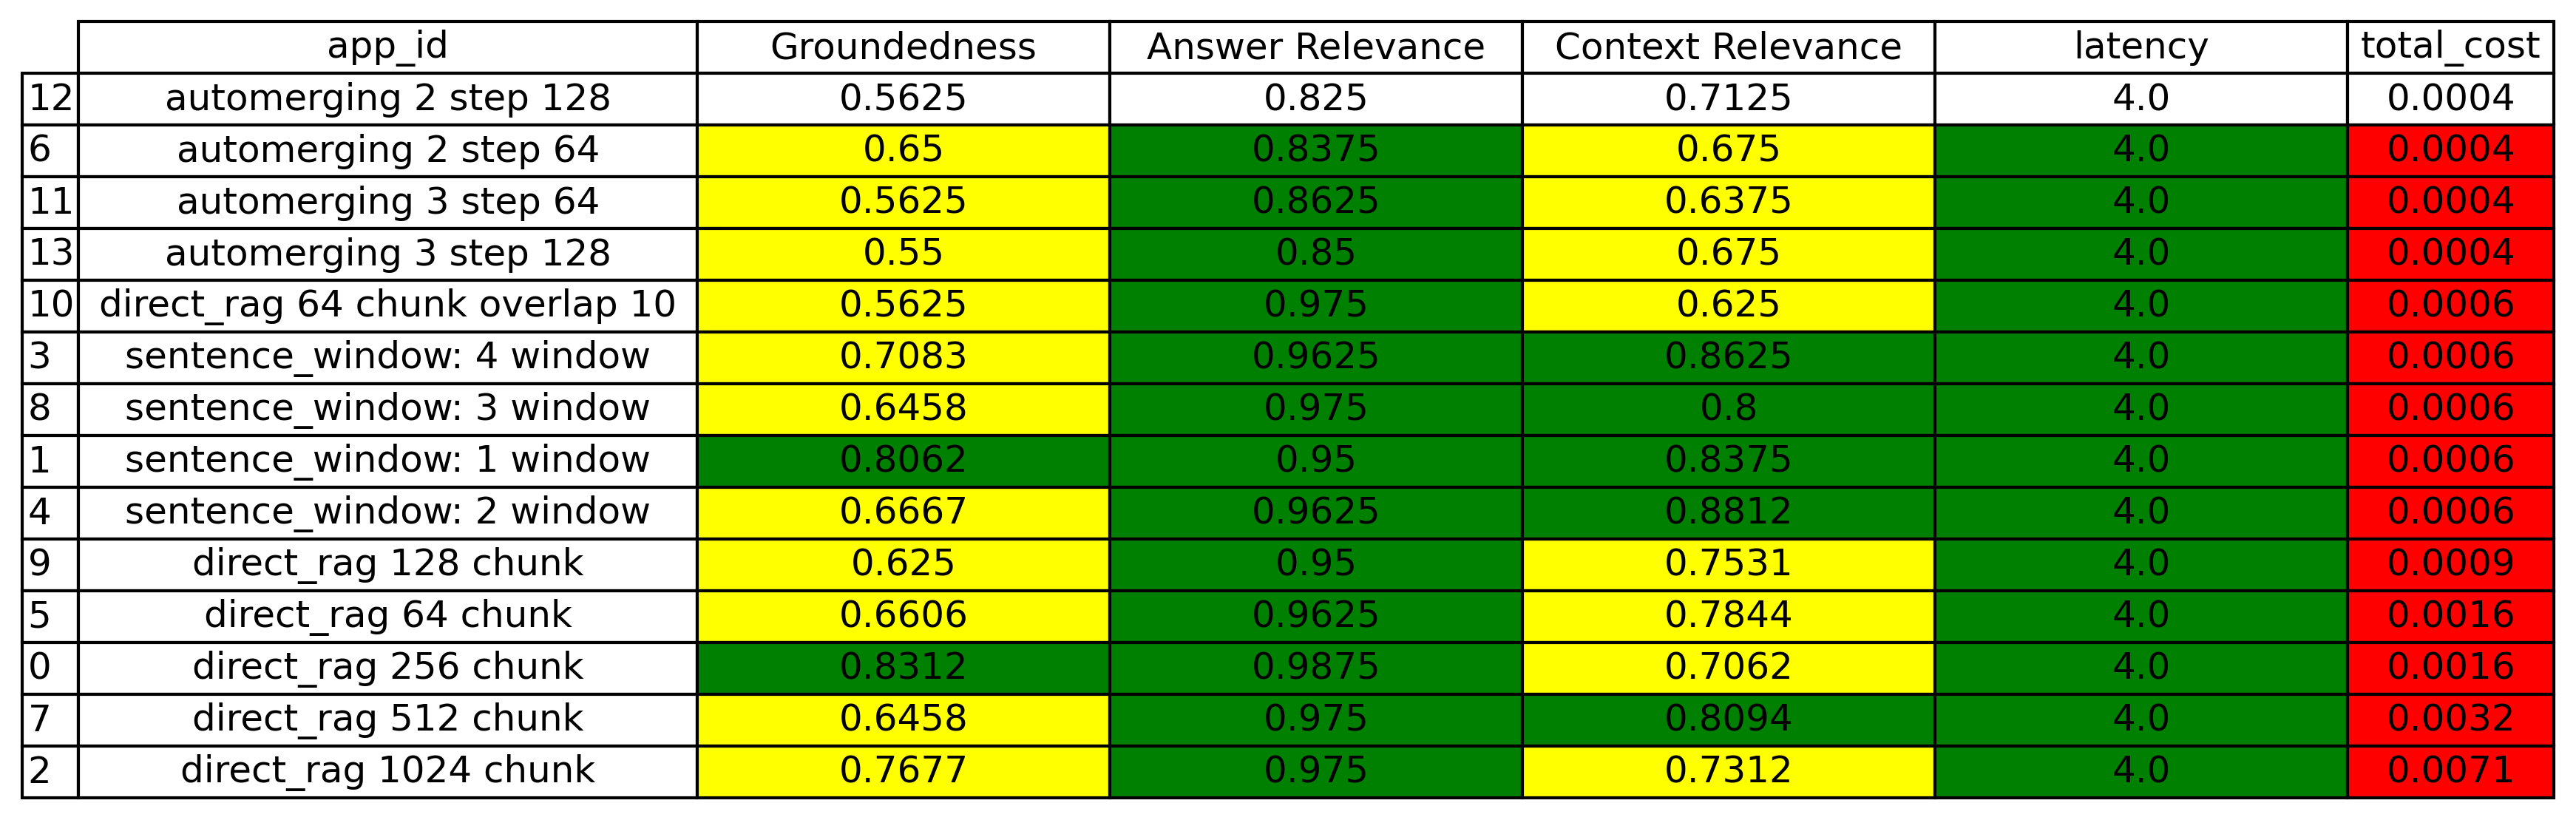 app_id Groundedness Answer Relevance Context Relevance latency total_cost
12 automerging 2 step 128 0.5625 0.825 0.7125 4.0 0.0004
6 automerging 2 step 64 0.65 0.8375 0.675 4.0 0.0004
11 automerging 3 step 64 0.5625 0.8625 0.6375 4.0 0.0004
13 automerging 3 step 128 0.55 0.85 0.675 4.0 0.0004
10 direct_rag 64 chunk overlap 10 0.5625 0.975 0.625 4.0 0.0006
3 sentence_window: 4 window 0.7083 0.9625 0.8625 4.0 0.0006
8 sentence_window: 3 window 0.6458 0.975 0.8 4.0 0.0006
1 sentence_window: 1 window 0.8062 0.95 0.8375 4.0 0.0006
4 sentence_window: 2 window 0.6667 0.9625 0.8812 4.0 0.0006
9 direct_rag 128 chunk 0.625 0.95 0.7531 4.0 0.0009
5 direct_rag 64 chunk 0.6606 0.9625 0.7844 4.0 0.0016
0 direct_rag 256 chunk 0.8312 0.9875 0.7062 4.0 0.0016
7 direct_rag 512 chunk 0.6458 0.975 0.8094 4.0 0.0032
2 direct_rag 1024 chunk 0.7677 0.975 0.7312 4.0 0.0071